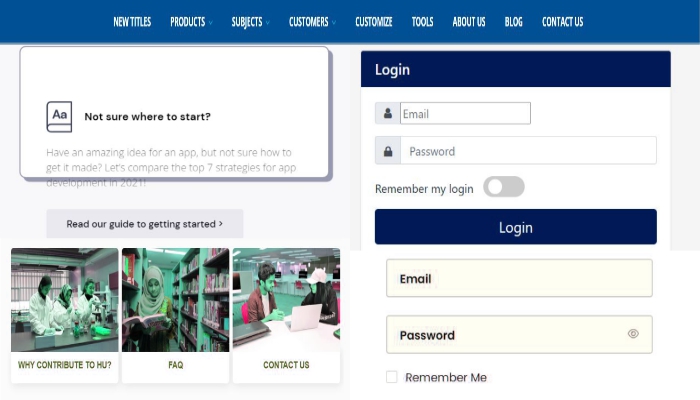 NEW TITLES PRODUCTS SUBJECTS CUSTOMERS CUSTOMIZE TOOLS ABOUT US BLOG CONTACT US
Aa Not sure where to start?
Have an amazing idea for an app, but not sure how to
get it made? Let's compare the top 7 strategies for app
development in 2021!
Read our guide to getting started >
WHY CONTRIBUTE TO HU? FAQ CONTACT US
Login
Email
Password
Remember my login
Login
Email
Password
Remember Me